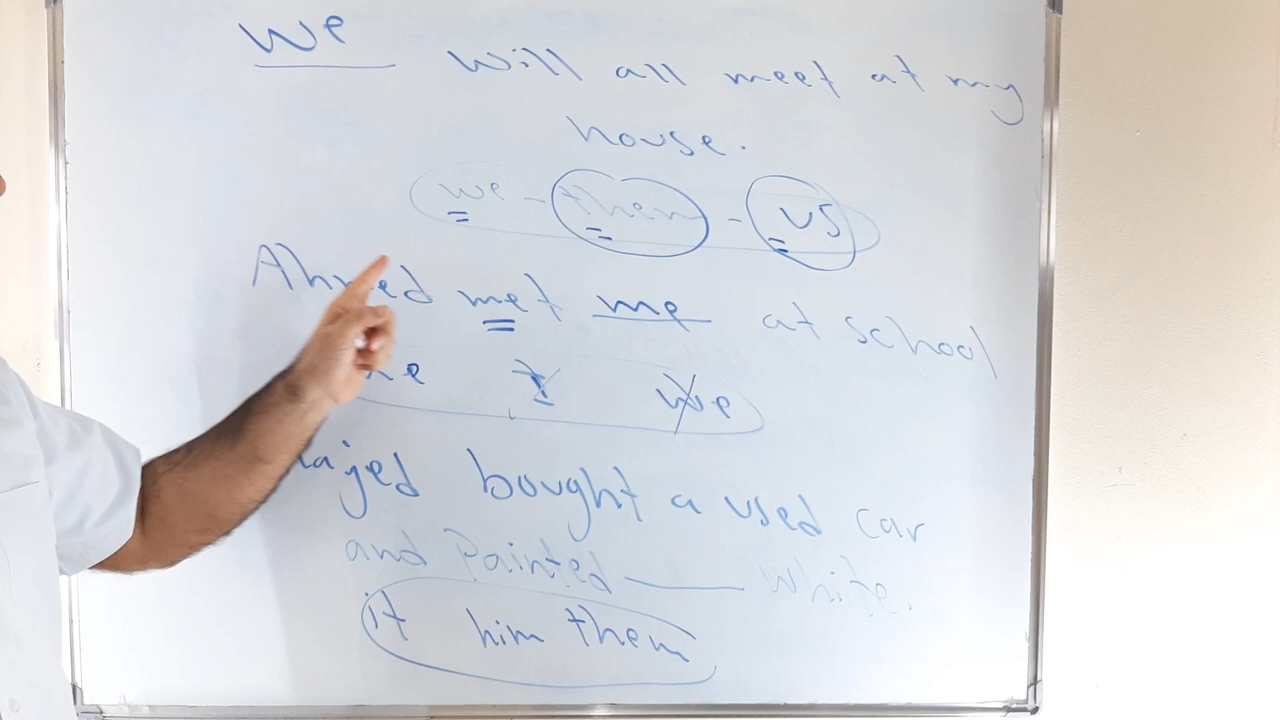 We will all meet at my
house.
we - them - us
Ahmed met me at school
me I we
bought a used car
and Painted ____ White.
it him them